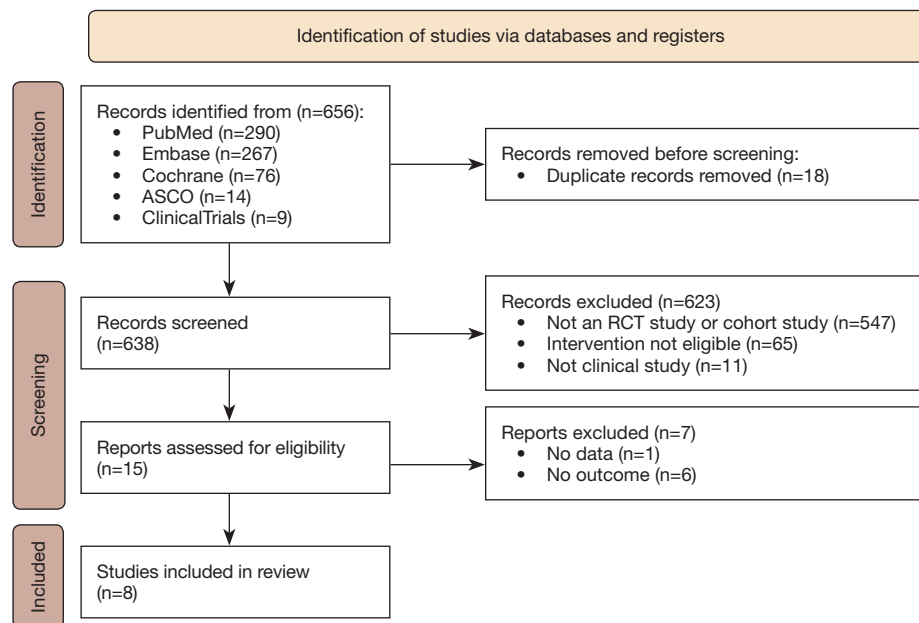 Identification of studies via databases and registers
Identification
Records identified from (n=656):
• PubMed (n=290)
• Embase (n=267)
• Cochrane (n=76)
• ASCO (n=14)
• ClinicalTrials (n=9)
Records removed before screening:
• Duplicate records removed (n=18)
Screening
Records screened
(n=638)
Records excluded (n=623)
• Not an RCT study or cohort study (n=547)
• Intervention not eligible (n=65)
• Not clinical study (n=11)
Reports assessed for eligibility
(n=15)
Reports excluded (n=7)
• No data (n=1)
• No outcome (n=6)
Included
Studies included in review
(n=8)